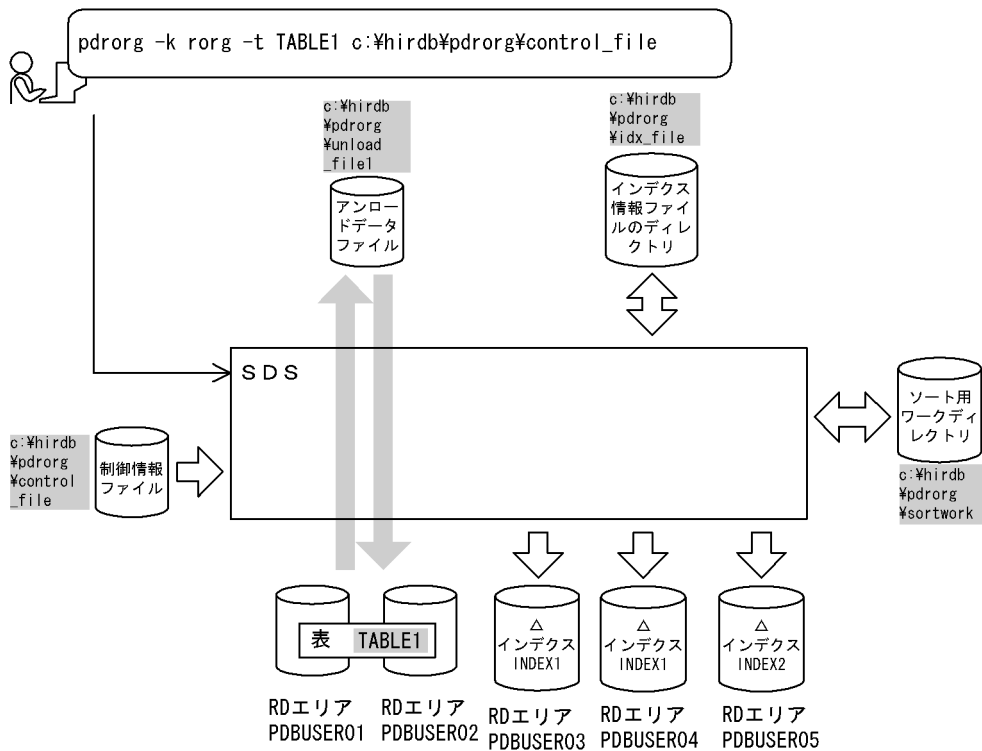 pdrorg -k rorg -t TABLE1 c:¥hirdb¥pdrorg¥control_file
c:¥hirdb
¥pdrorg
¥unload
_file1
アンロー
ドデータ
ファイル
c:¥hirdb
¥pdrorg
¥idx_file
インデクス
情報ファイ
ルのディレ
クトリ
ＳＤＳ
ソート用
ワークディ
レクトリ
c:¥hirdb
¥pdrorg
¥sortwork
c:¥hirdb
¥pdrorg
¥control
_file
制御情報
ファイル
表 TABLE1
△
インデクス
INDEX1
△
インデクス
INDEX1
△
インデクス
INDEX2
RDエリア
PDBUSER01
RDエリア
PDBUSER02
RDエリア
PDBUSER03
RDエリア
PDBUSER04
RDエリア
PDBUSER05